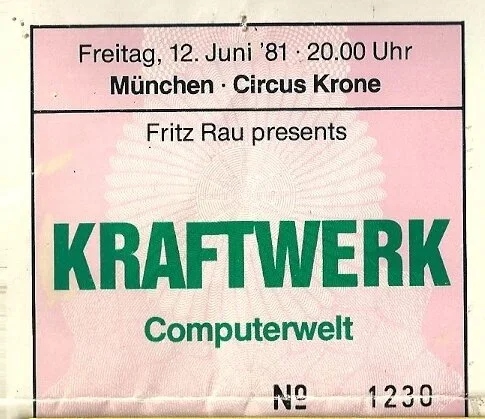 Freitag, 12. Juni '81 · 20.00 Uhr
München · Circus Krone
Fritz Rau presents
KRAFTWERK
Computerwelt
Nº 1230